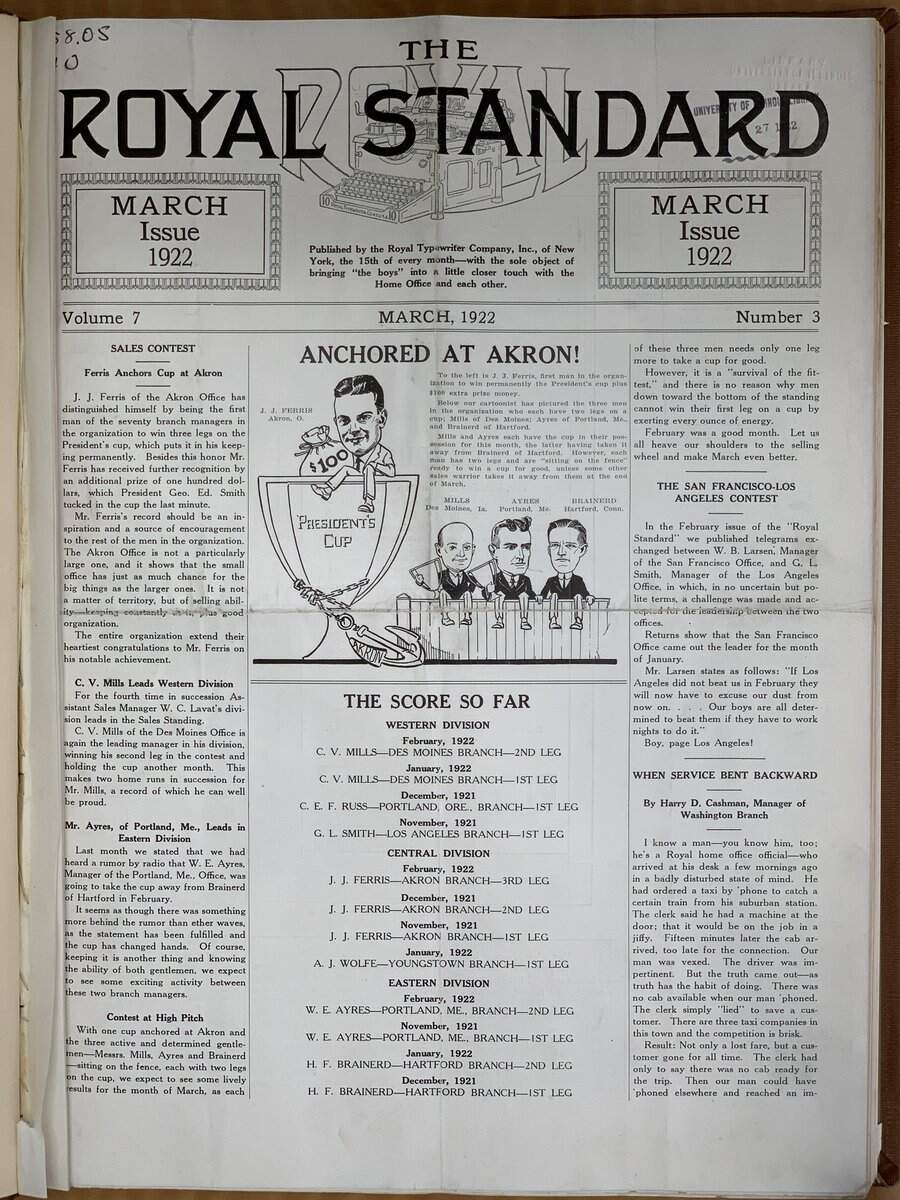 THE
ROYAL STANDARD
MARCH
Issue
1922
Published by the Royal Typewriter Company, Inc., of New
York, the 15th of every month—with the sole object of
bringing "the boys" into a little closer touch with the
Home Office and each other.
MARCH
Issue
1922
Volume 7
MARCH, 1922
Number 3
SALES CONTEST
Ferris Anchors Cup at Akron
J. J. Ferris of the Akron Office has
distinguished himself by being the first
man of the seventy branch managers in
the organization to win three legs on the
President's cup, which puts it in his keep-
ing permanently. Besides this honor Mr.
Ferris has received further recognition by
an additional prize of one hundred dol-
lars, which President Geo. Ed. Smith
tucked in the cup the last minute.
Mr. Ferris's record should be an in-
spiration and a source of encouragement
to the rest of the men in the organization.
The Akron Office is not a particularly
large one, and it shows that the small
office has just as much chance for the
big things as the larger ones. It is not
a matter of territory, but of selling abil-
ity—keeping constantly at it, plus good
organization.
The entire organization extend their
heartiest congratulations to Mr. Ferris on
his notable achievement.
C. V. Mills Leads Western Division
For the fourth time in succession As-
sistant Sales Manager W. C. Lavat's divi-
sion leads in the Sales Standing.
C. V. Mills of the Des Moines Office is
again the leading manager in his division,
winning his second leg in the contest and
holding the cup another month. This
makes two home runs in succession for
Mr. Mills, a record of which he can well
be proud.
Mr. Ayres, of Portland, Me., Leads in
Eastern Division
Last month we stated that we had
heard a rumor by radio that W. E. Ayres,
Manager of the Portland, Me., Office, was
going to take the cup away from Brainerd
of Hartford in February.
It seems as though there was something
more behind the rumor than ether waves,
as the statement has been fulfilled and
the cup has changed hands. Of course,
keeping it is another thing and knowing
the ability of both gentlemen, we expect
to see some exciting activity between
these two branch managers.
Contest at High Pitch
With one cup anchored at Akron and
the three active and determined gentle-
men—Messrs. Mills, Ayres and Brainerd
—sitting on the fence, each with two legs
on the cup, we expect to see some lively
results for the month of March, as each
ANCHORED AT AKRON!
To the left is J. J. Ferris, first man in the organ-
ization to win permanently the President's cup plus
$100 extra prize money.
Below our cartoonist has pictured the three men
in the organization who each have two legs on a
cup; Mills of Des Moines; Ayres of Portland, Me.,
and Brainerd of Hartford.
Mills and Ayres each have the cup in their pos-
session for this month, the latter having taken it
away from Brainerd of Hartford. However, each
man has two legs and are "sitting on the fence"
ready to win a cup for good, unless some other
sales warrior takes it away from them at the end
of March.
J. J. FERRIS
Akron, O.
$100
PRESIDENT'S
CUP
AKRON
MILLS
Des Moines, Ia.
AYRES
Portland, Me.
BRAINERD
Hartford, Conn.
THE SCORE SO FAR
WESTERN DIVISION
February, 1922
C. V. MILLS—DES MOINES BRANCH—2ND LEG
January, 1922
C. V. MILLS—DES MOINES BRANCH—1ST LEG
December, 1921
C. E. F. RUSS—PORTLAND, ORE., BRANCH—1ST LEG
November, 1921
G. L. SMITH—LOS ANGELES BRANCH—1ST LEG
CENTRAL DIVISION
February, 1922
J. J. FERRIS—AKRON BRANCH—3RD LEG
December, 1921
J. J. FERRIS—AKRON BRANCH—2ND LEG
November, 1921
J. J. FERRIS—AKRON BRANCH—1ST LEG
January, 1922
A. J. WOLFE—YOUNGSTOWN BRANCH—1ST LEG
EASTERN DIVISION
February, 1922
W. E. AYRES—PORTLAND, ME., BRANCH—2ND LEG
November, 1921
W. E. AYRES—PORTLAND, ME., BRANCH—1ST LEG
January, 1922
H. F. BRAINERD—HARTFORD BRANCH—2ND LEG
December, 1921
H. F. BRAINERD—HARTFORD BRANCH—1ST LEG
of these three men needs only one leg
more to take a cup for good.
However, it is a "survival of the fit-
test," and there is no reason why men
down toward the bottom of the standing
cannot win their first leg on a cup by
exerting every ounce of energy.
February was a good month. Let us
all heave our shoulders to the selling
wheel and make March even better.
THE SAN FRANCISCO-LOS
ANGELES CONTEST
In the February issue of the "Royal
Standard" we published telegrams ex-
changed between W. B. Larsen, Manager
of the San Francisco Office, and G. L.
Smith, Manager of the Los Angeles
Office, in which, in no uncertain but po-
lite terms, a challenge was made and ac-
cepted for the leadership between the two
offices.
Returns show that the San Francisco
Office came out the leader for the month
of January.
Mr. Larsen states as follows: "If Los
Angeles did not beat us in February they
will now have to excuse our dust from
now on. . . . Our boys are all deter-
mined to beat them if they have to work
nights to do it."
Boy, page Los Angeles!
WHEN SERVICE BENT BACKWARD
By Harry D. Cashman, Manager of
Washington Branch
I know a man—you know him, too;
he's a Royal home office official—who
arrived at his desk a few mornings ago
in a badly disturbed state of mind. He
had ordered a taxi by 'phone to catch a
certain train from his suburban station.
The clerk said he had a machine at the
door; that it would be on the job in a
jiffy. Fifteen minutes later the cab ar-
rived, too late for the connection. Our
man was vexed. The driver was im-
pertinent. But the truth came out—as
truth has the habit of doing. There was
no cab available when our man 'phoned.
The clerk simply "lied" to save a cus-
tomer. There are three taxi companies in
this town and the competition is brisk.
Result: Not only a lost fare, but a cus-
tomer gone for all time. The clerk had
only to say there was no cab ready for
the trip. Then our man could have
'phoned elsewhere and reached an im-